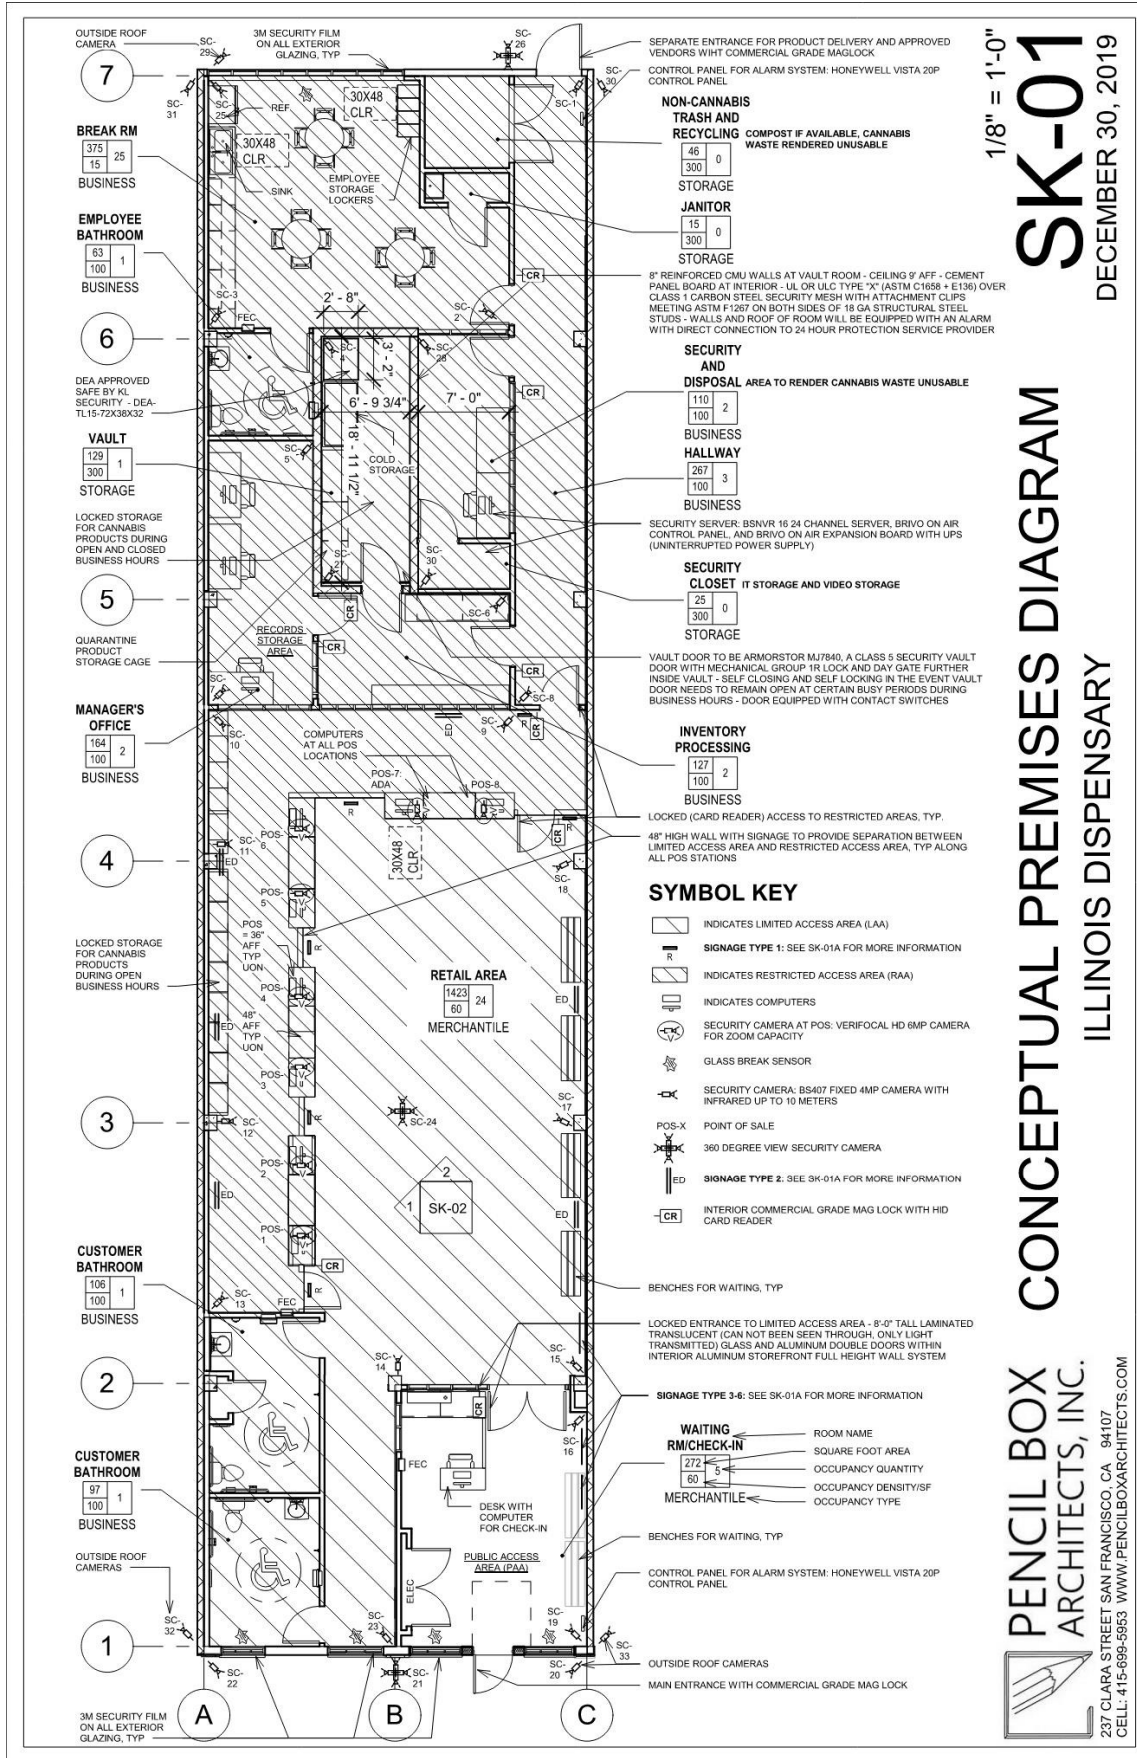 OUTSIDE ROOF
CAMERA
SC-
29
3M SECURITY FILM
ON ALL EXTERIOR
GLAZING, TYP
SC-
26
SEPARATE ENTRANCE FOR PRODUCT DELIVERY AND APPROVED
VENDORS WIHT COMMERCIAL GRADE MAGLOCK
CONTROL PANEL FOR ALARM SYSTEM: HONEYWELL VISTA 20P
CONTROL PANEL
7
SC-
31
SC-
25
REF.
30X48
CLR
SC-1
SC-
30
NON-CANNABIS
TRASH AND
RECYCLING COMPOST IF AVAILABLE, CANNABIS
WASTE RENDERED UNUSABLE
46
300
0
STORAGE
BREAK RM
375
15
25
BUSINESS
30X48
CLR
SINK
EMPLOYEE
STORAGE
LOCKERS
JANITOR
15
300
0
STORAGE
EMPLOYEE
BATHROOM
63
100
1
BUSINESS
CR
8" REINFORCED CMU WALLS AT VAULT ROOM - CEILING 9' AFF - CEMENT
PANEL BOARD AT INTERIOR - UL OR ULC TYPE "X" (ASTM C1658 + E136) OVER
CLASS 1 CARBON STEEL SECURITY MESH WITH ATTACHMENT CLIPS
MEETING ASTM F1267 ON BOTH SIDES OF 18 GA STRUCTURAL STEEL
STUDS - WALLS AND ROOF OF ROOM WILL BE EQUIPPED WITH AN ALARM
WITH DIRECT CONNECTION TO 24 HOUR PROTECTION SERVICE PROVIDER
SC-3
FEC
2' - 8"
SC-
2
6
SC-
4
3' - 2"
SC-
28
SECURITY
AND
DISPOSAL AREA TO RENDER CANNABIS WASTE UNUSABLE
110
100
2
BUSINESS
DEA APPROVED
SAFE BY KL
SECURITY - DEA-
TL15-72X38X32
6' - 9 3/4"
7' - 0"
CR
VAULT
129
300
1
STORAGE
SC-
5
18' - 11 1/2"
COLD
STORAGE
HALLWAY
267
100
3
BUSINESS
LOCKED STORAGE
FOR CANNABIS
PRODUCTS DURING
OPEN AND CLOSED
BUSINESS HOURS
SC-
27
SC-
30
SECURITY SERVER: BSNVR 16 24 CHANNEL SERVER, BRIVO ON AIR
CONTROL PANEL, AND BRIVO ON AIR EXPANSION BOARD WITH UPS
(UNINTERRUPTED POWER SUPPLY)
SECURITY
CLOSET IT STORAGE AND VIDEO STORAGE
25
300
0
STORAGE
5
CR
SC-6
QUARANTINE
PRODUCT
STORAGE CAGE
RECORDS
STORAGE
AREA
CR
CR
VAULT DOOR TO BE ARMORSTOR MJ7840, A CLASS 5 SECURITY VAULT
DOOR WITH MECHANICAL GROUP 1R LOCK AND DAY GATE FURTHER
INSIDE VAULT - SELF CLOSING AND SELF LOCKING IN THE EVENT VAULT
DOOR NEEDS TO REMAIN OPEN AT CERTAIN BUSY PERIODS DURING
BUSINESS HOURS - DOOR EQUIPPED WITH CONTACT SWITCHES
SC-
7
SC-8
MANAGER'S
OFFICE
164
100
2
BUSINESS
SC-
10
COMPUTERS
AT ALL POS
LOCATIONS
ED
SC-
9
R
CR
INVENTORY
PROCESSING
127
100
2
BUSINESS
POS-7:
ADA
POS-8
R
R
CR
LOCKED (CARD READER) ACCESS TO RESTRICTED AREAS, TYP.
48" HIGH WALL WITH SIGNAGE TO PROVIDE SEPARATION BETWEEN
LIMITED ACCESS AREA AND RESTRICTED ACCESS AREA, TYP ALONG
ALL POS STATIONS
4
SC-
11
ED
POS-
6
30X48
CLR
SC-
18
SYMBOL KEY
INDICATES LIMITED ACCESS AREA (LAA)
R
SIGNAGE TYPE 1: SEE SK-01A FOR MORE INFORMATION
INDICATES RESTRICTED ACCESS AREA (RAA)
INDICATES COMPUTERS
SECURITY CAMERA AT POS: VERIFOCAL HD 6MP CAMERA
FOR ZOOM CAPACITY
GLASS BREAK SENSOR
SECURITY CAMERA: BS407 FIXED 4MP CAMERA WITH
INFRARED UP TO 10 METERS
POS-X POINT OF SALE
360 DEGREE VIEW SECURITY CAMERA
ED
SIGNAGE TYPE 2: SEE SK-01A FOR MORE INFORMATION
CR
INTERIOR COMMERCIAL GRADE MAG LOCK WITH HID
CARD READER
POS-
5
POS
= 36"
AFF
TYP
UON
R
LOCKED STORAGE
FOR CANNABIS
PRODUCTS
DURING OPEN
BUSINESS HOURS
POS-
4
RETAIL AREA
1423
60
24
MERCHANTILE
ED
ED
48"
AFF
TYP
UON
POS-
3
3
SC-
12
R
SC-24
SC-
17
POS-
2
2
1
SK-02
ED
ED
POS-
1
CUSTOMER
BATHROOM
106
100
1
BUSINESS
CR
R
SC-
13
FEC
BENCHES FOR WAITING, TYP
LOCKED ENTRANCE TO LIMITED ACCESS AREA - 8'-0" TALL LAMINATED
TRANSLUCENT (CAN NOT BEEN SEEN THROUGH, ONLY LIGHT
TRANSMITTED) GLASS AND ALUMINUM DOUBLE DOORS WITHIN
INTERIOR ALUMINUM STOREFRONT FULL HEIGHT WALL SYSTEM
2
SC-
14
SC-
15
CR
SIGNAGE TYPE 3-6: SEE SK-01A FOR MORE INFORMATION
SC-
16
WAITING
RM/CHECK-IN
272
60
5
MERCHANTILE
ROOM NAME
SQUARE FOOT AREA
OCCUPANCY QUANTITY
OCCUPANCY DENSITY/SF
OCCUPANCY TYPE
CUSTOMER
BATHROOM
97
100
1
BUSINESS
FEC
DESK WITH
COMPUTER
FOR CHECK-IN
BENCHES FOR WAITING, TYP
OUTSIDE ROOF
CAMERAS
PUBLIC ACCESS
AREA (PAA)
ELEC
CONTROL PANEL FOR ALARM SYSTEM: HONEYWELL VISTA 20P
CONTROL PANEL
SC-
32
SC-
23
SC-
19
1
SC-
33
SC-
22
SC-
21
SC-
20
OUTSIDE ROOF CAMERAS
MAIN ENTRANCE WITH COMMERCIAL GRADE MAG LOCK
3M SECURITY FILM
ON ALL EXTERIOR
GLAZING, TYP
A
B
C
1/8" = 1'-0"
SK-01
DECEMBER 30, 2019
CONCEPTUAL PREMISES DIAGRAM
ILLINOIS DISPENSARY
PENCIL BOX
ARCHITECTS, INC.
237 CLARA STREET SAN FRANCISCO, CA 94107
CELL: 415-699-5953 WWW.PENCILBOXARCHITECTS.COM